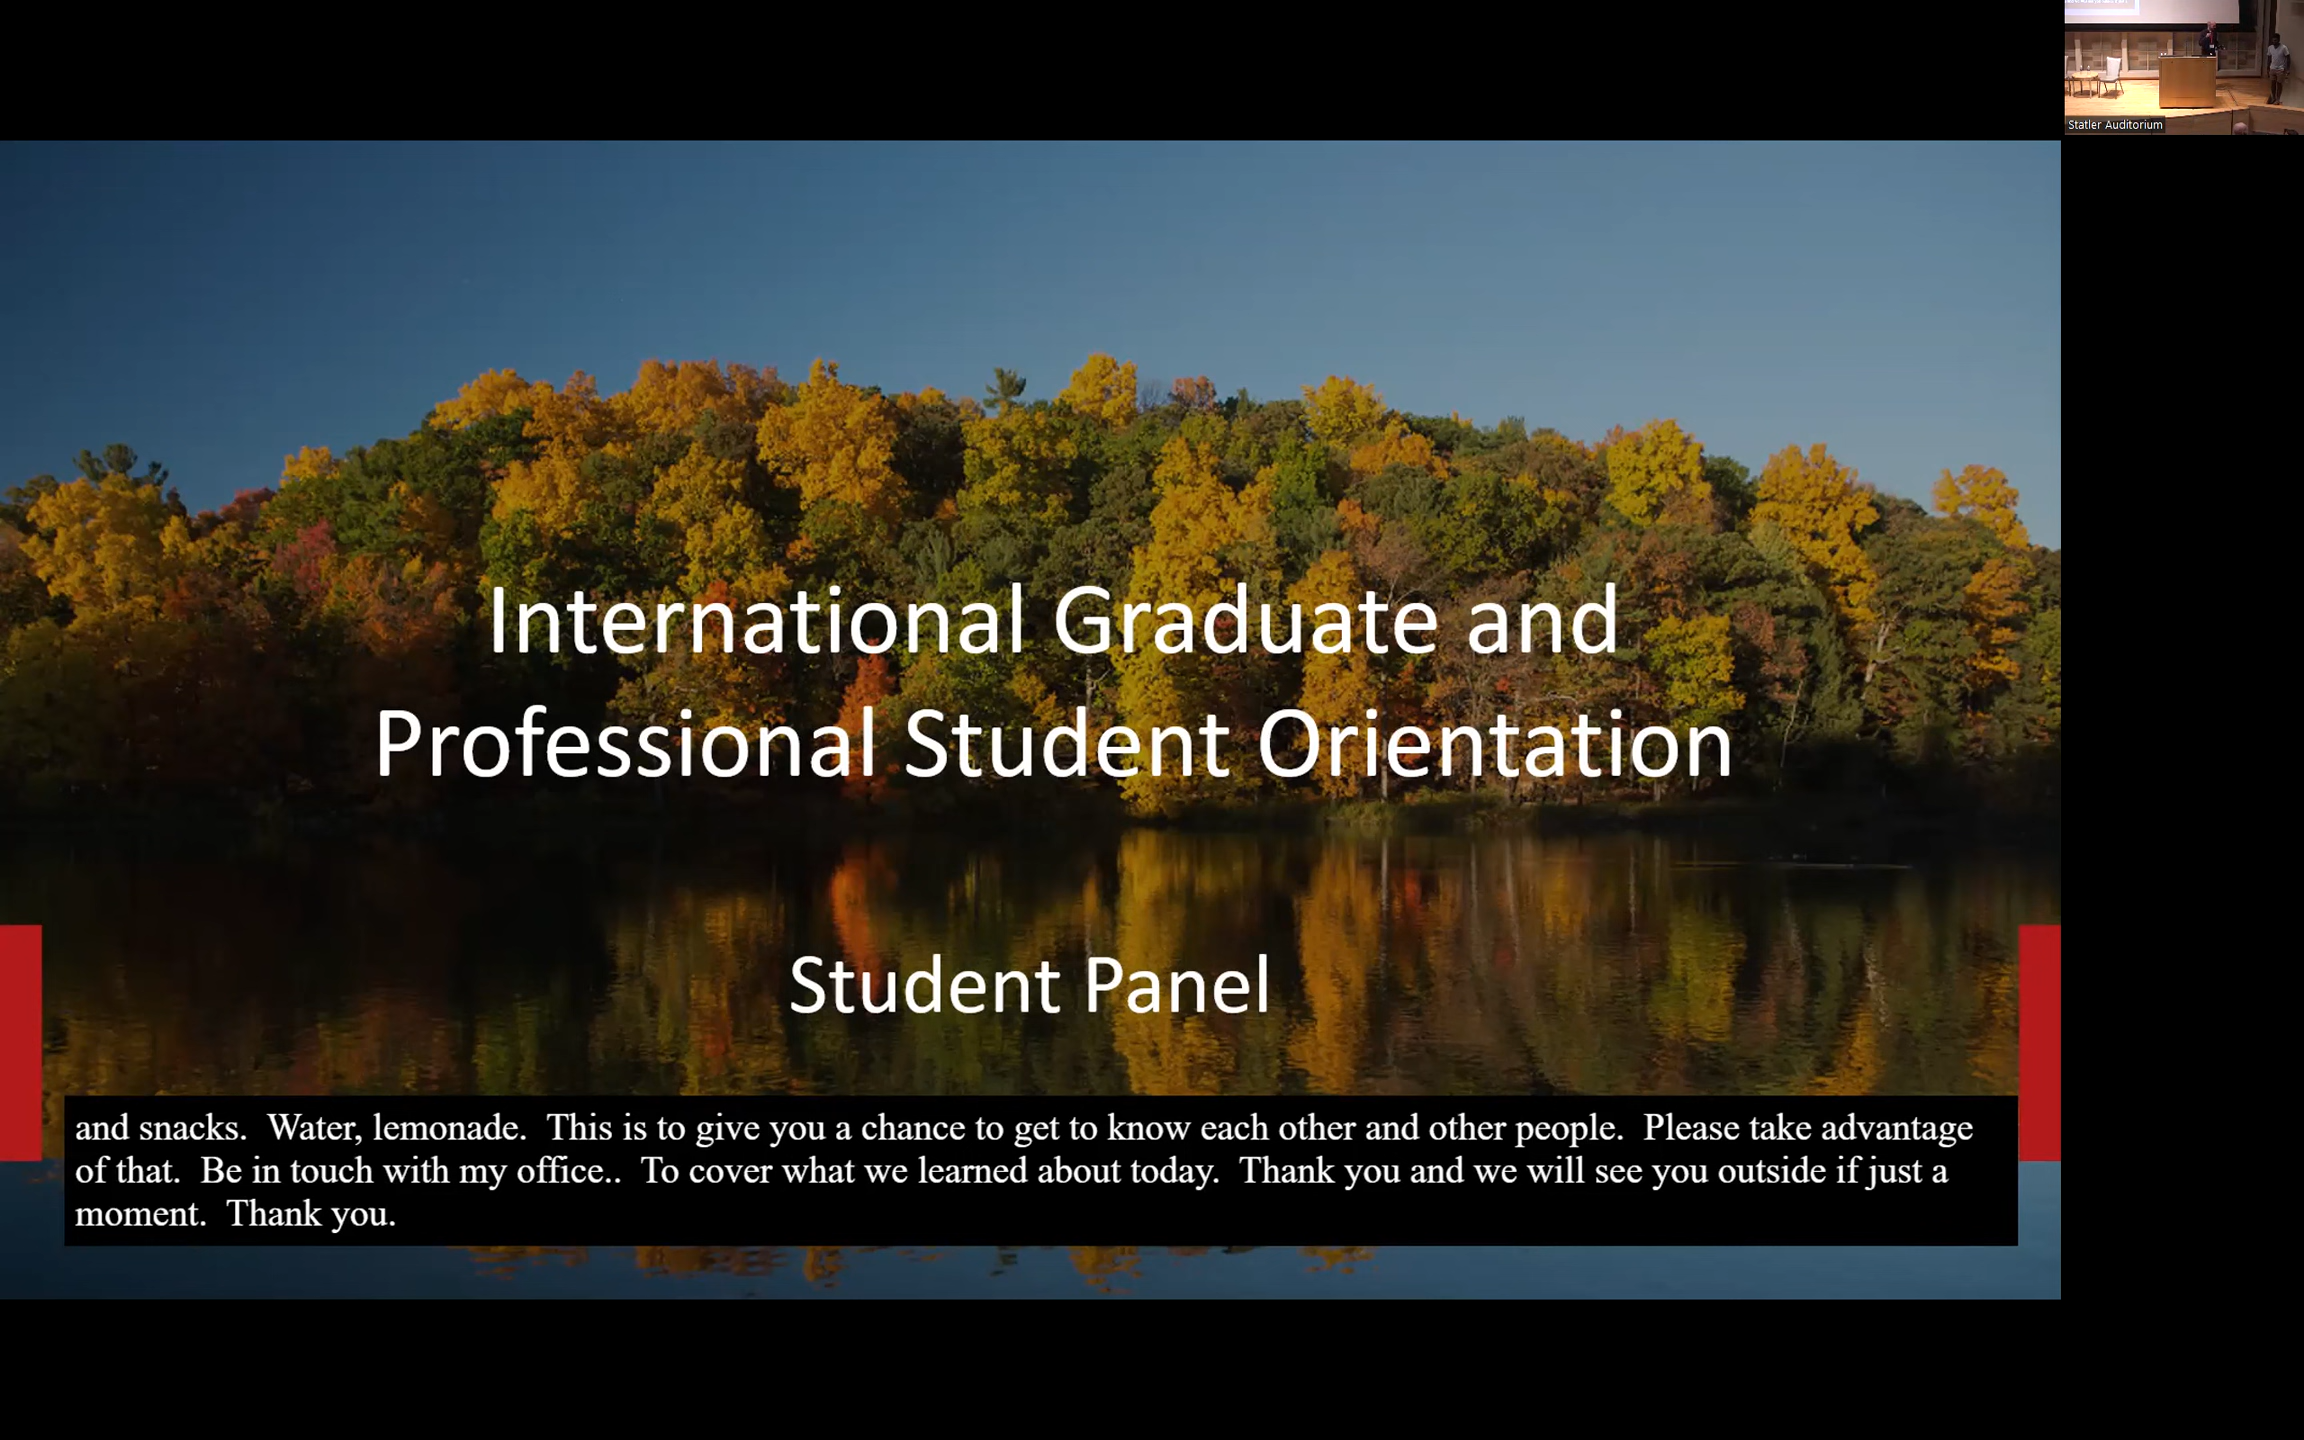 Statler Auditorium
International Graduate and
Professional Student Orientation
Student Panel
and snacks.  Water, lemonade.  This is to give you a chance to get to know each other and other people.  Please take advantage
of that.  Be in touch with my office..  To cover what we learned about today.  Thank you and we will see you outside if just a
moment.  Thank you.